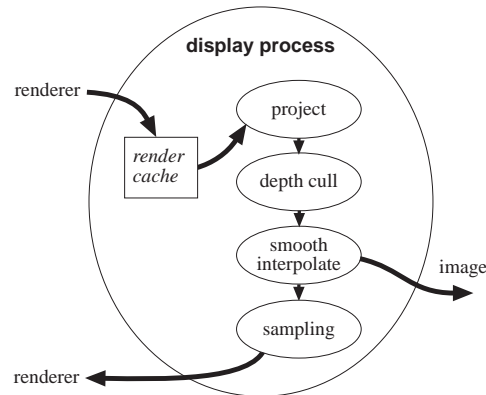 display process
renderer
project
render
cache
depth cull
smooth
interpolate
image
sampling
renderer